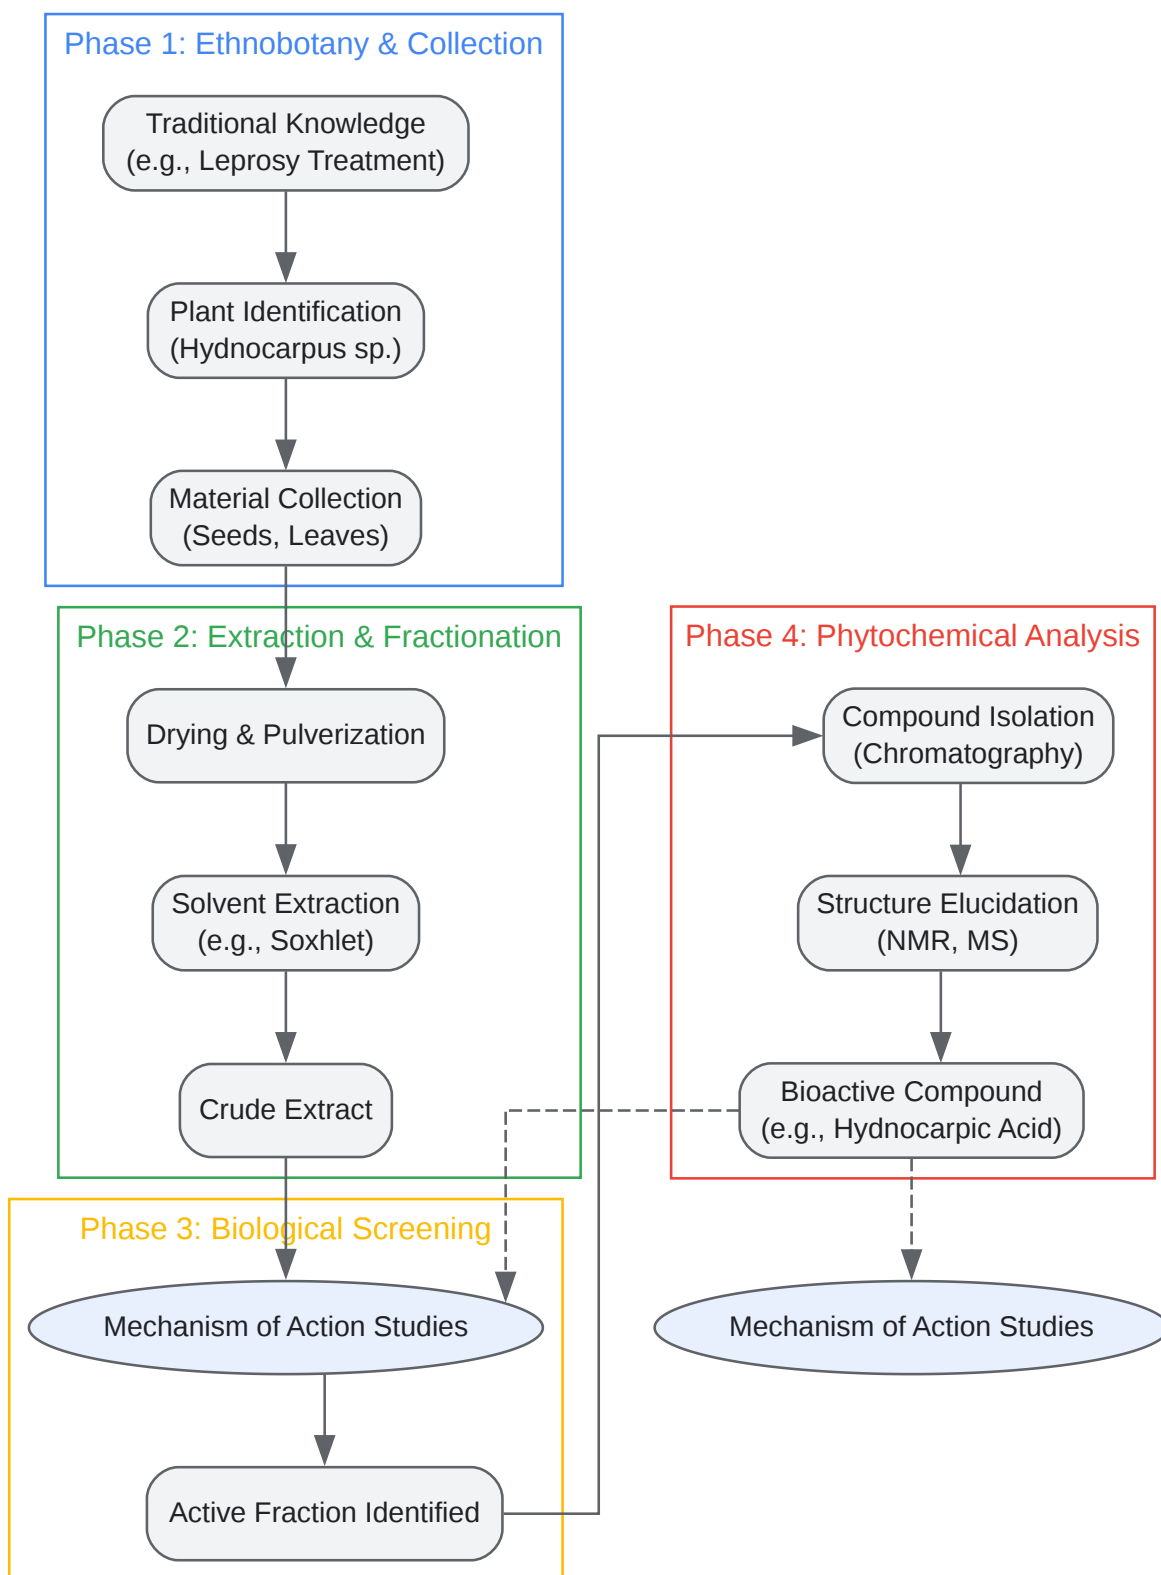 Phase 1: Ethnobotany & Collection
Traditional Knowledge
(e.g., Leprosy Treatment)
Plant Identification
(Hydnocarpus sp.)
Material Collection
(Seeds, Leaves)
Phase 2: Extraction & Fractionation
Drying & Pulverization
Solvent Extraction
(e.g., Soxhlet)
Crude Extract
Phase 3: Biological Screening
Mechanism of Action Studies
Active Fraction Identified
Phase 4: Phytochemical Analysis
Compound Isolation
(Chromatography)
Structure Elucidation
(NMR, MS)
Bioactive Compound
(e.g., Hydnocarpic Acid)
Mechanism of Action Studies